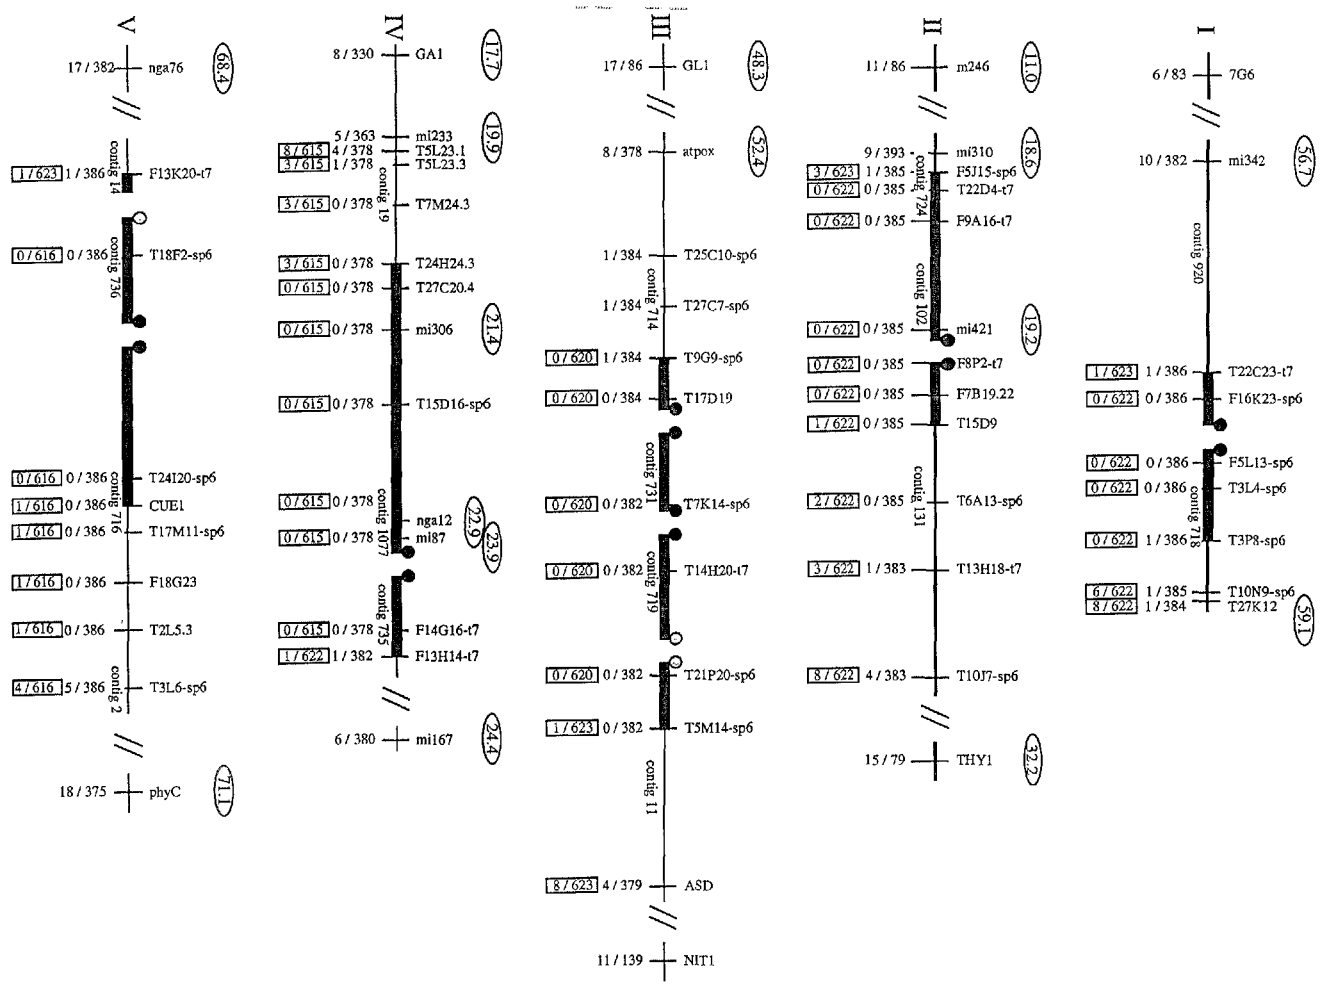 V
68.4
17 / 382 nga76
contig 14
1 / 623 1 / 386 F13K20-t7
contig 736
0 / 616 0 / 386 T18F2-sp6
0 / 616 0 / 386 T24I20-sp6
1 / 616 0 / 386 CUE1
contig 716
1 / 616 0 / 386 T17M11-sp6
1 / 616 0 / 386 F18G23
1 / 616 0 / 386 T2L5.3
4 / 616 5 / 386 T3L6-sp6
contig 2
18 / 375 phyC
71.1
IV
17.7
8 / 330 GA1
5 / 363 mi233
19.9
8 / 615 4 / 378 T5L23.1
3 / 615 1 / 378 T5L23.3
contig 19
3 / 615 0 / 378 T7M24.3
3 / 615 0 / 378 T24H24.3
0 / 615 0 / 378 T27C20.4
0 / 615 0 / 378 mi306
21.4
0 / 615 0 / 378 T15D16-sp6
0 / 615 0 / 378 nga12
22.9
contig 1077
0 / 615 0 / 378 mi87
23.9
contig 735
0 / 615 0 / 378 F14G16-t7
1 / 622 1 / 382 F13H14-t7
6 / 380 mi167
24.4
III
48.3
17 / 86 GL1
8 / 378 atpox
52.4
1 / 384 T25C10-sp6
1 / 384 T27C7-sp6
contig 714
0 / 620 1 / 384 T9G9-sp6
0 / 620 0 / 384 T17D19
contig 731
0 / 620 0 / 382 T7K14-sp6
0 / 620 0 / 382 T14H20-t7
contig 719
0 / 620 0 / 382 T21P20-sp6
1 / 623 0 / 382 T5M14-sp6
contig 11
8 / 623 4 / 379 ASD
11 / 139 NIT1
II
11.0
11 / 86 m246
9 / 393 mi310
18.6
3 / 623 1 / 385 F5J15-sp6
0 / 622 0 / 385 T22D4-t7
contig 724
0 / 622 0 / 385 F9A16-t7
contig 102
0 / 622 0 / 385 mi421
19.2
0 / 622 0 / 385 F8P2-t7
0 / 622 0 / 385 F7B19.22
1 / 622 0 / 385 T15D9
contig 131
2 / 622 0 / 385 T6A13-sp6
3 / 622 1 / 383 T13H18-t7
8 / 622 4 / 383 T10J7-sp6
15 / 79 THY1
32.2
I
6 / 83 7G6
10 / 382 mi342
56.7
contig 920
1 / 623 1 / 386 T22C23-t7
0 / 622 0 / 386 F16K23-sp6
0 / 622 0 / 386 F5L13-sp6
0 / 622 0 / 386 T3L4-sp6
contig 718
0 / 622 1 / 386 T3P8-sp6
6 / 622 1 / 385 T10N9-sp6
8 / 622 1 / 384 T27K12
59.1